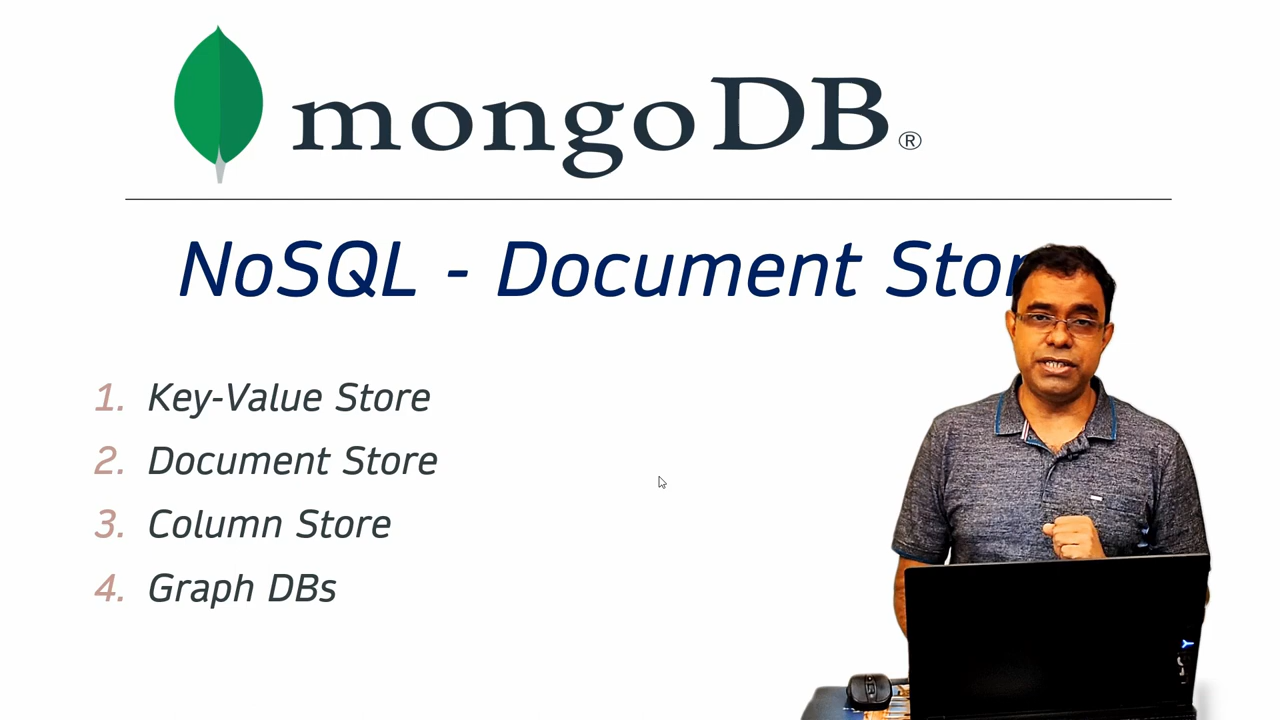 mongoDB®
NoSQL - Document Stor
1. Key-Value Store
2. Document Store
3. Column Store
4. Graph DBs